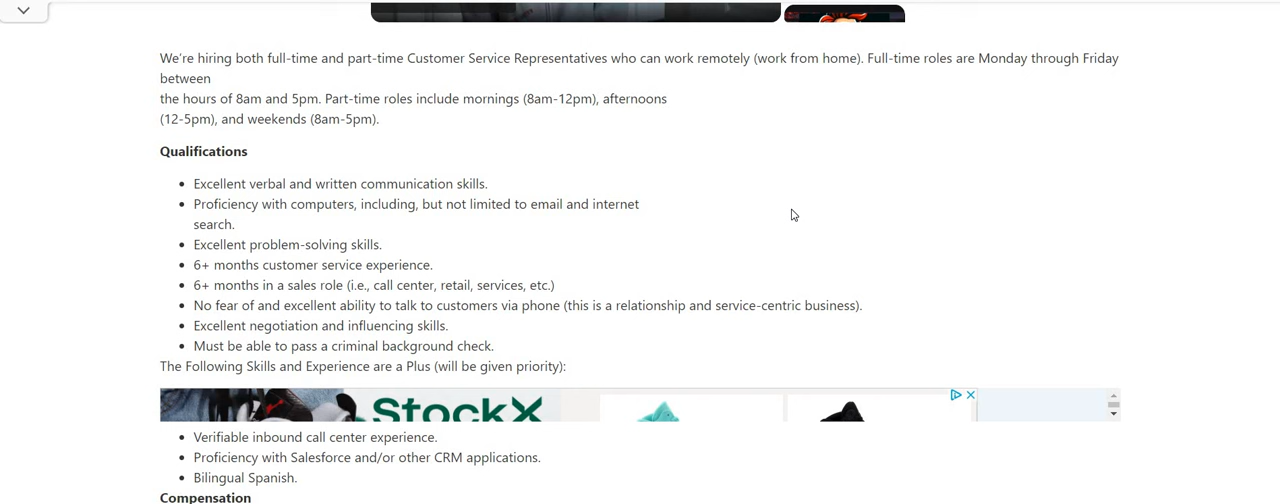 We're hiring both full-time and part-time Customer Service Representatives who can work remotely (work from home). Full-time roles are Monday through Friday
between
the hours of 8am and 5pm. Part-time roles include mornings (8am-12pm), afternoons
(12-5pm), and weekends (8am-5pm).
Qualifications
Excellent verbal and written communication skills.
Proficiency with computers, including, but not limited to email and internet
search.
Excellent problem-solving skills.
6+ months customer service experience.
6+ months in a sales role (i.e., call center, retail, services, etc.)
No fear of and excellent ability to talk to customers via phone (this is a relationship and service-centric business).
Excellent negotiation and influencing skills.
Must be able to pass a criminal background check.
The Following Skills and Experience are a Plus (will be given priority):
StockX
Verifiable inbound call center experience.
Proficiency with Salesforce and/or other CRM applications.
Bilingual Spanish.
Compensation